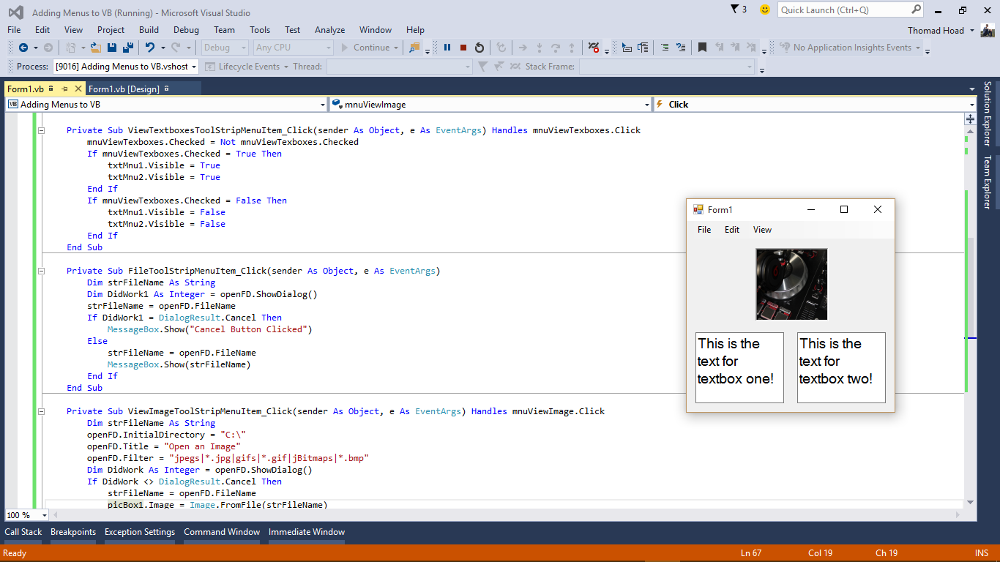 Adding Menus to VB (Running) - Microsoft Visual Studio
3
Quick Launch (Ctrl+Q)
File Edit View Project Build Debug Team Tools Test Analyze Window Help
Thomad Hoad
Debug Any CPU Continue No Application Insights Events
Process: [9016] Adding Menus to VB.vshost Lifecycle Events Thread: Stack Frame:
Form1.vb Form1.vb [Design]
VB Adding Menus to VB mnuViewImage Click
Private Sub ViewTextboxesToolStripMenuItem_Click(sender As Object, e As EventArgs) Handles mnuViewTexboxes.Click
mnuViewTexboxes.Checked = Not mnuViewTexboxes.Checked
If mnuViewTexboxes.Checked = True Then
txtMnu1.Visible = True
txtMnu2.Visible = True
End If
If mnuViewTexboxes.Checked = False Then
txtMnu1.Visible = False
txtMnu2.Visible = False
End If
End Sub
Private Sub FileToolStripMenuItem_Click(sender As Object, e As EventArgs)
Dim strFileName As String
Dim DidWork1 As Integer = openFD.ShowDialog()
strFileName = openFD.FileName
If DidWork1 = DialogResult.Cancel Then
MessageBox.Show("Cancel Button Clicked")
Else
strFileName = openFD.FileName
MessageBox.Show(strFileName)
End If
End Sub
Private Sub ViewImageToolStripMenuItem_Click(sender As Object, e As EventArgs) Handles mnuViewImage.Click
Dim strFileName As String
openFD.InitialDirectory = "C:\"
openFD.Title = "Open an Image"
openFD.Filter = "jpegs|*.jpg|gifs|*.gif|jBitmaps|*.bmp"
Dim DidWork As Integer = openFD.ShowDialog()
If DidWork <> DialogResult.Cancel Then
strFileName = openFD.FileName
picBox1.Image = Image.FromFile(strFileName)
Form1
File Edit View
This is the
text for
textbox one!
This is the
text for
textbox two!
Solution Explorer
Team Explorer
100 %
Call Stack Breakpoints Exception Settings Command Window Immediate Window
Ready Ln 67 Col 19 Ch 19 INS